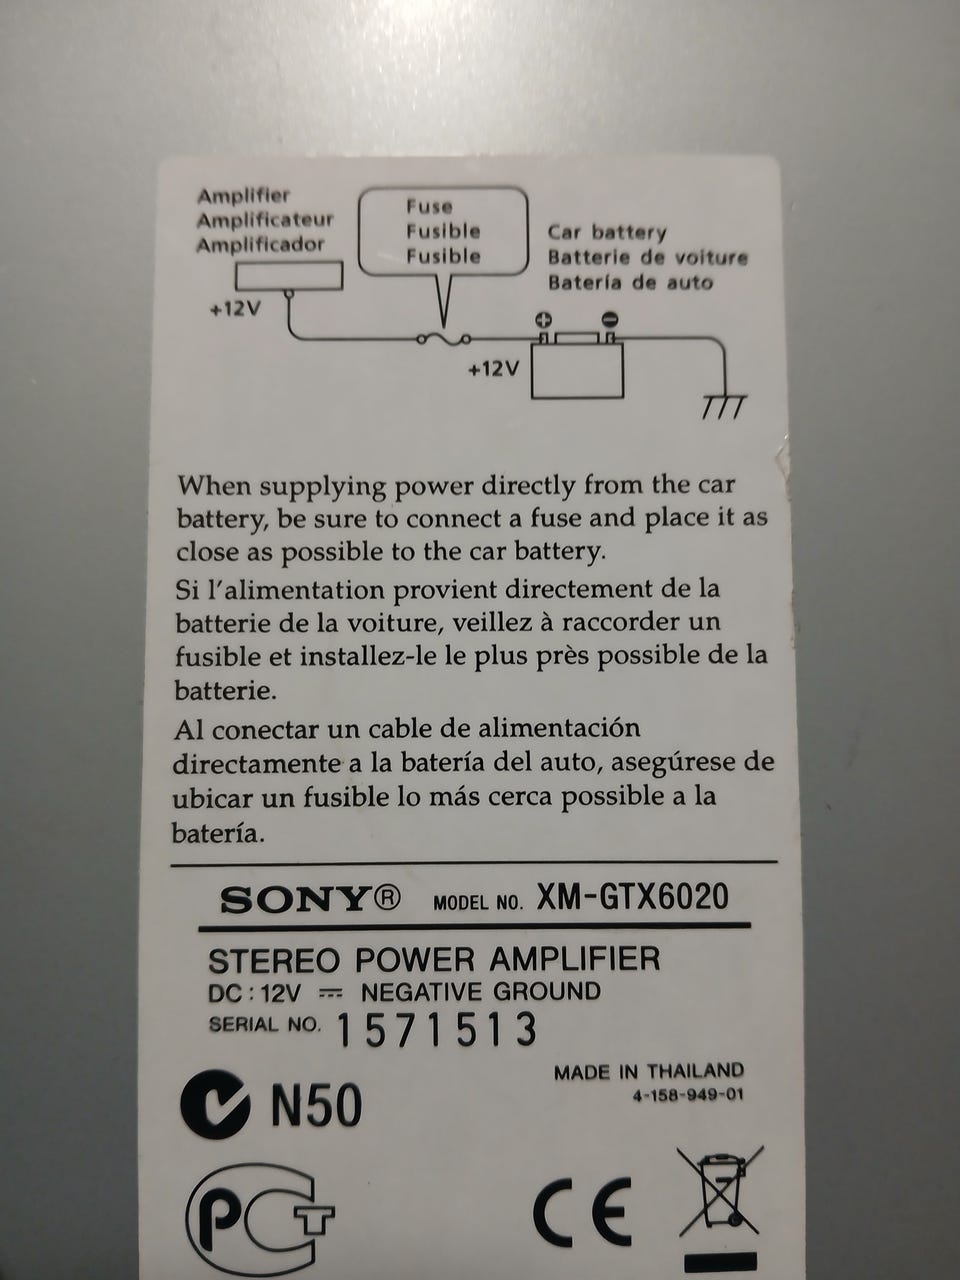 Amplifier
Amplificateur
Amplificador
Fuse
Fusible
Fusible
Car battery
Batterie de voiture
Batería de auto
+12V
+12V
When supplying power directly from the car
battery, be sure to connect a fuse and place it as
close as possible to the car battery.
Si l'alimentation provient directement de la
batterie de la voiture, veillez à raccorder un
fusible et installez-le le plus près possible de la
batterie.
Al conectar un cable de alimentación
directamente a la batería del auto, asegúrese de
ubicar un fusible lo más cerca possible a la
batería.
SONY® MODEL NO. XM-GTX6020
STEREO POWER AMPLIFIER
DC : 12V ⎓ NEGATIVE GROUND
SERIAL NO. 1571513
MADE IN THAILAND
4-158-949-01
N50
PCT
CE